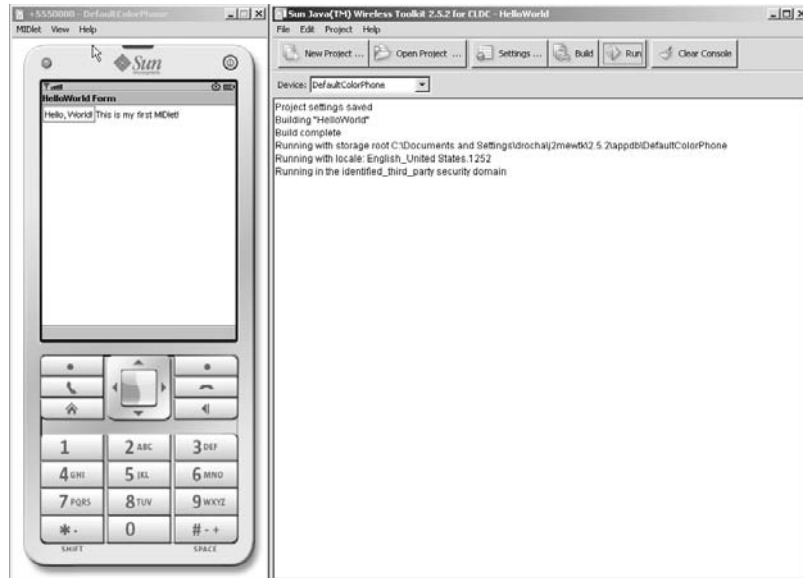 +5550000 - DefaultColorPhone
MIDlet View Help
Sun
HelloWorld Form
Hello, World! This is my first MIDlet!
1 2 ABC 3 DEF
4 GHI 5 JKL 6 MNO
7 PQRS 8 TUV 9 WXYZ
* . 0 # - +
SHIFT SPACE
Sun Java(TM) Wireless Toolkit 2.5.2 for CLDC - HelloWorld
File Edit Project Help
New Project ... Open Project ... Settings ... Build Run Clear Console
Device: DefaultColorPhone
Project settings saved
Building "HelloWorld"
Build complete
Running with storage root C:\Documents and Settings\drocha\j2mewtk\2.5.2\appdb\DefaultColorPhone
Running with locale: English_United States.1252
Running in the identified_third_party security domain